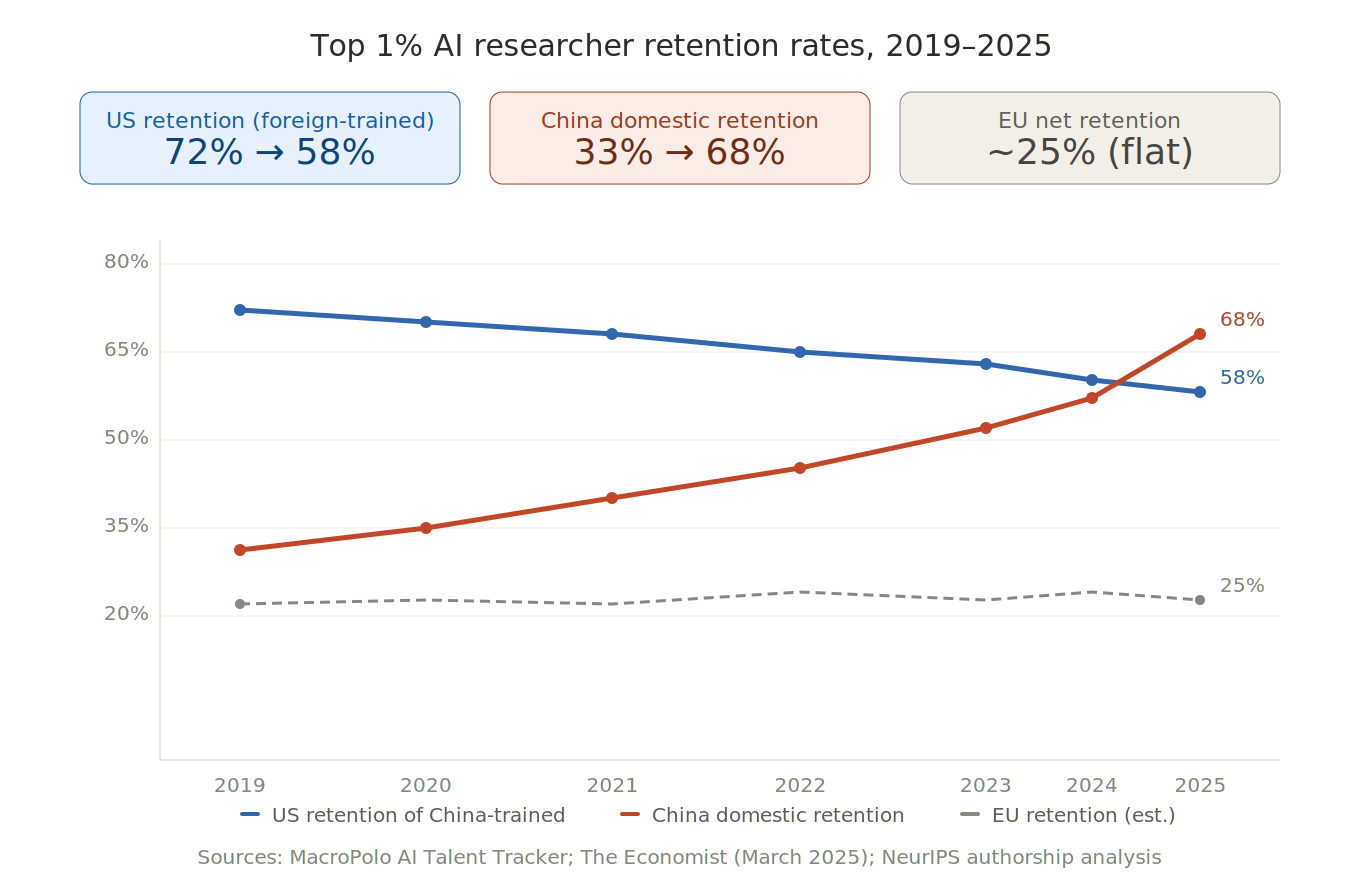 Top 1% AI researcher retention rates, 2019–2025
US retention (foreign-trained)
72% → 58%
China domestic retention
33% → 68%
EU net retention
~25% (flat)
80%
65%
50%
35%
20%
68%
58%
25%
2019 2020 2021 2022 2023 2024 2025
US retention of China-trained China domestic retention EU retention (est.)
Sources: MacroPolo AI Talent Tracker; The Economist (March 2025); NeurIPS authorship analysis